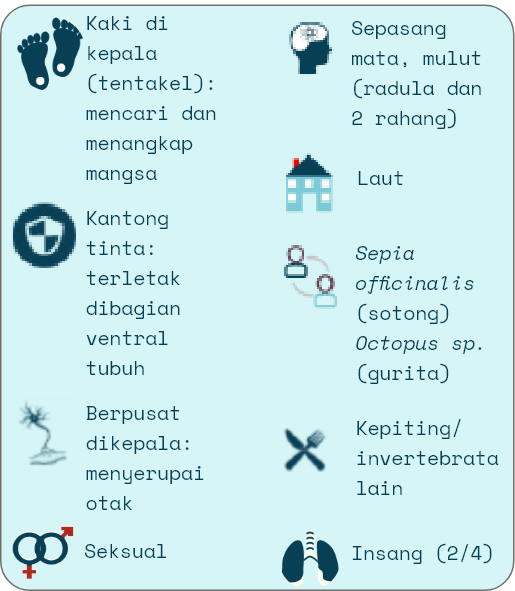 Kaki di
kepala
(tentakel):
mencari dan
menangkap
mangsa
Kantong
tinta:
terletak
dibagian
ventral
tubuh
Berpusat
dikepala:
menyerupai
otak
Seksual
Sepasang
mata, mulut
(radula dan
2 rahang)
Laut
Sepia
officinalis
(sotong)
Octopus sp.
(gurita)
Kepiting/
invertebrata
lain
Insang (2/4)